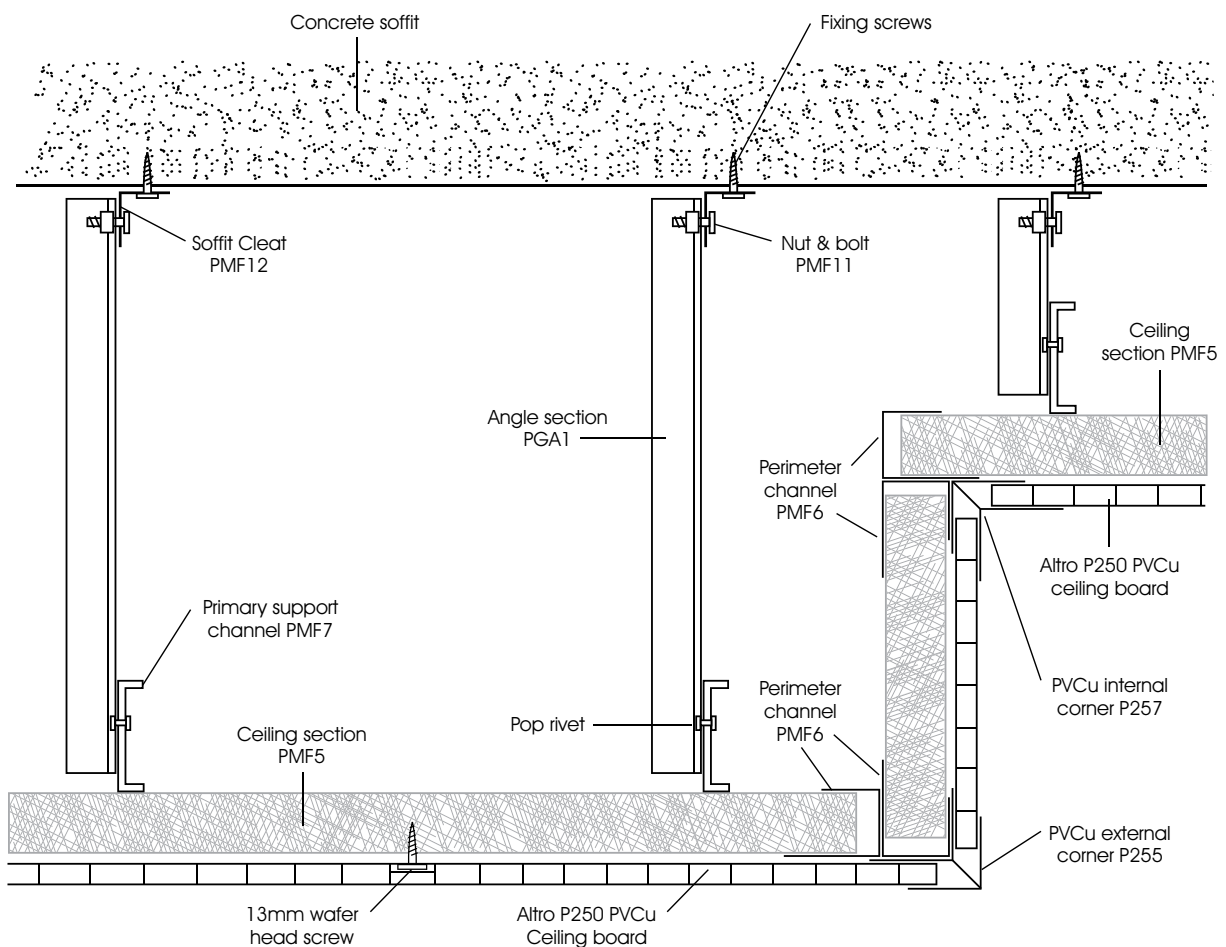 Concrete soffit
Fixing screws
Soffit Cleat
PMF12
Nut & bolt
PMF11
Ceiling
section PMF5
Angle section
PGA1
Perimeter
channel
PMF6
Altro P250 PVCu
ceiling board
Primary support
channel PMF7
PVCu internal
corner P257
Perimeter
channel
PMF6
Pop rivet
Ceiling section
PMF5
PVCu external
corner P255
13mm wafer
head screw
Altro P250 PVCu
Ceiling board